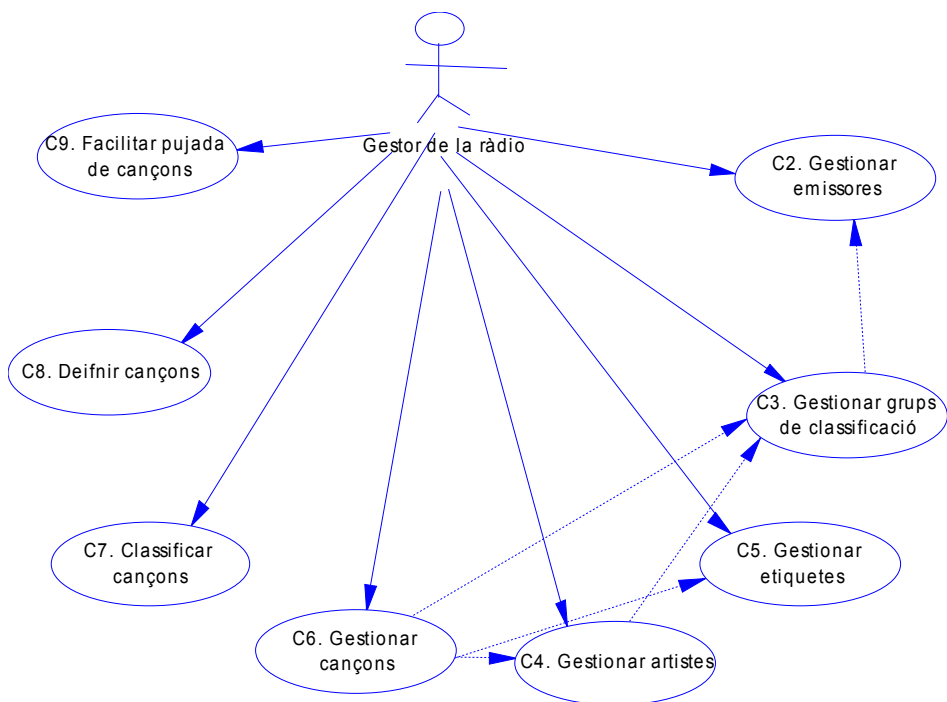 Gestor de la ràdio
C9. Facilitar pujada
de cançons
C2. Gestionar
emissores
C8. Deifnir cançons
C3. Gestionar grups
de classificació
C7. Classificar
cançons
C5. Gestionar
etiquetes
C6. Gestionar
cançons
C4. Gestionar artistes